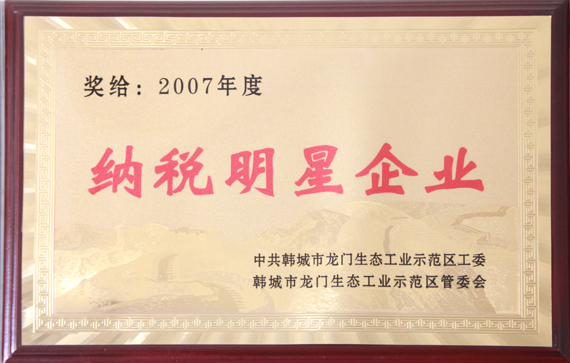 奖给：2007年度
纳税明星企业
中共韩城市龙门生态工业示范区工委
韩城市龙门生态工业示范区管委会